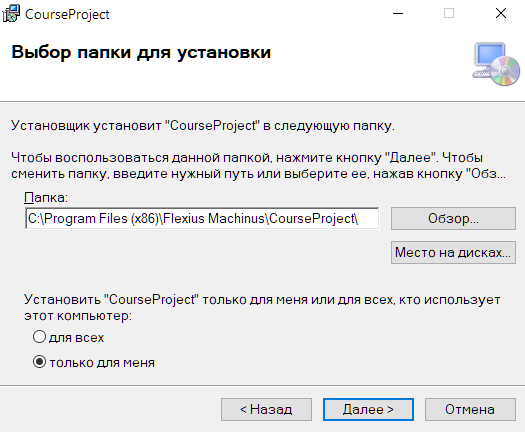 CourseProject
Выбор папки для установки
Установщик установит "CourseProject" в следующую папку.
Чтобы воспользоваться данной папкой, нажмите кнопку "Далее". Чтобы
сменить папку, введите нужный путь или выберите ее, нажав кнопку "Обз...
Папка:
C:\Program Files (x86)\Flexius Machinus\CourseProject\
Обзор...
Место на дисках...
Установить "CourseProject" только для меня или для всех, кто использует
этот компьютер:
для всех
только для меня
< Назад
Далее >
Отмена